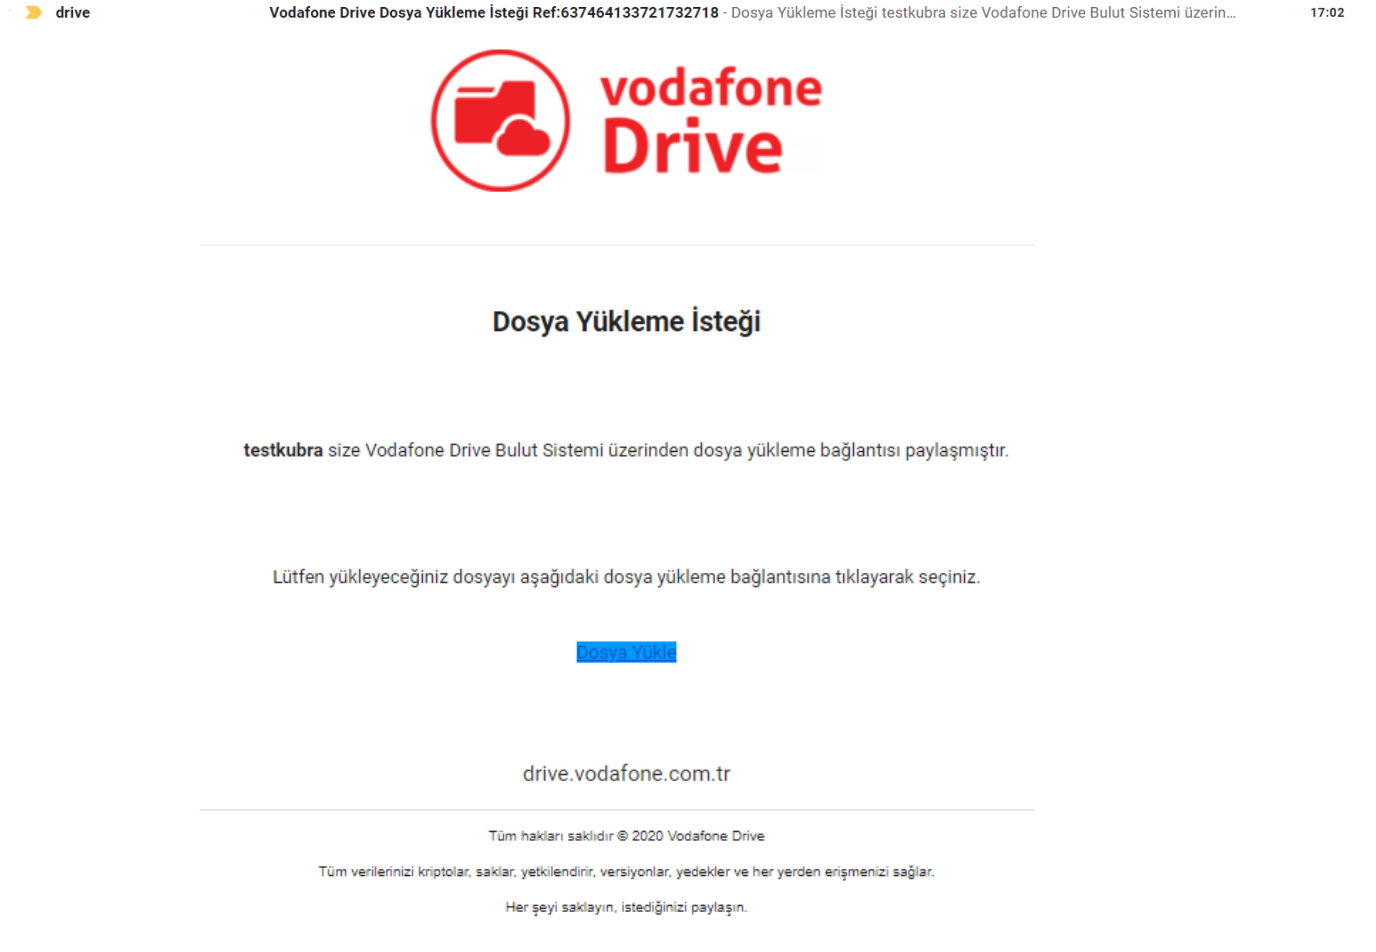 drive Vodafone Drive Dosya Yükleme İsteği Ref:637464133721732718 - Dosya Yükleme İsteği testkubra size Vodafone Drive Bulut Sistemi üzerin... 17:02
vodafone
Drive
Dosya Yükleme İsteği
testkubra size Vodafone Drive Bulut Sistemi üzerinden dosya yükleme bağlantısı paylaşmıştır.
Lütfen yükleyeceğiniz dosyayı aşağıdaki dosya yükleme bağlantısına tıklayarak seçiniz.
Dosya Yükle
drive.vodafone.com.tr
Tüm hakları saklıdır © 2020 Vodafone Drive
Tüm verilerinizi kriptolar, saklar, yetkilendirir, versiyonlar, yedekler ve her yerden erişmenizi sağlar.
Her şeyi saklayın, istediğinizi paylaşın.